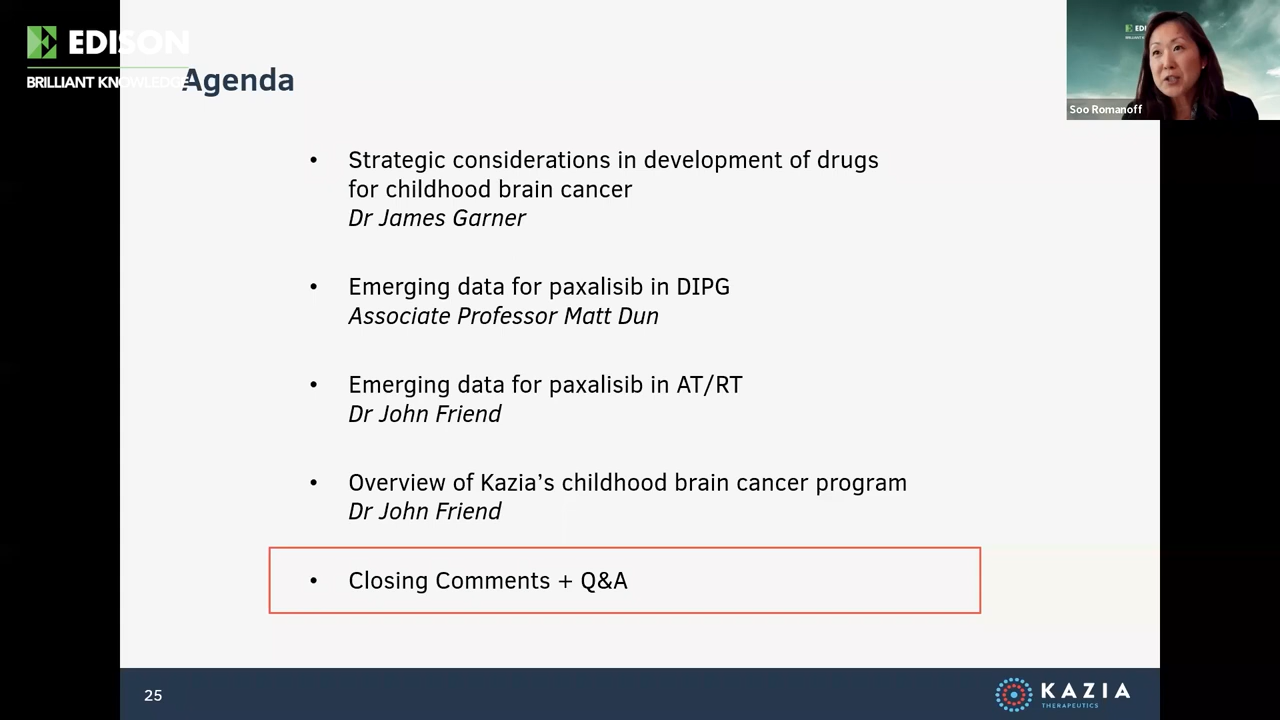 EDISON
BRILLIANT KNOWLEDGE
Agenda
Soo Romanoff
• Strategic considerations in development of drugs
for childhood brain cancer
Dr James Garner
• Emerging data for paxalisib in DIPG
Associate Professor Matt Dun
• Emerging data for paxalisib in AT/RT
Dr John Friend
• Overview of Kazia’s childhood brain cancer program
Dr John Friend
• Closing Comments + Q&A
25
KAZIA
THERAPEUTICS